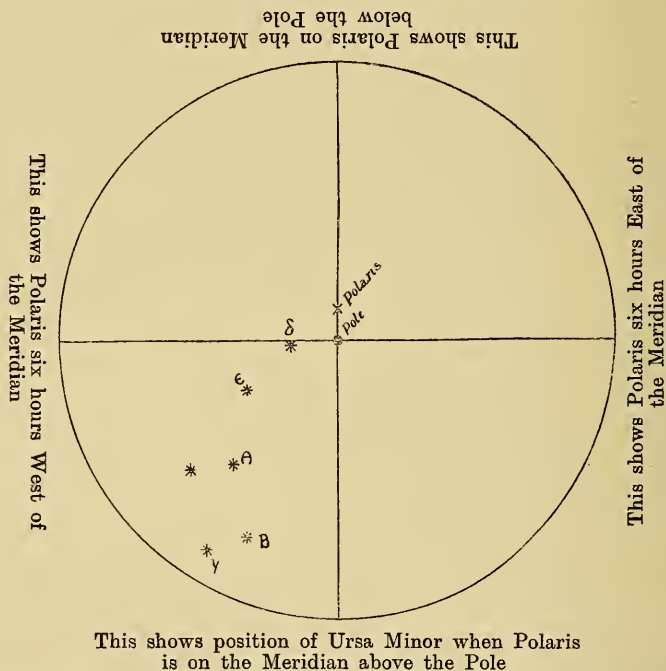 This shows Polaris on the Meridian
below the Pole
This shows Polaris six hours West of
the Meridian
This shows Polaris six hours East of
the Meridian
Polaris
Pole
δ
ϵ
A
B
γ
This shows position of Ursa Minor when Polaris
is on the Meridian above the Pole